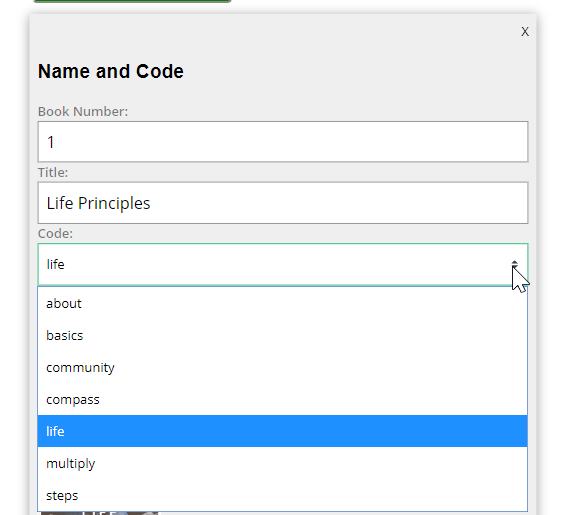 X
Name and Code
Book Number:
1
Title:
Life Principles
Code:
life
about
basics
community
compass
life
multiply
steps